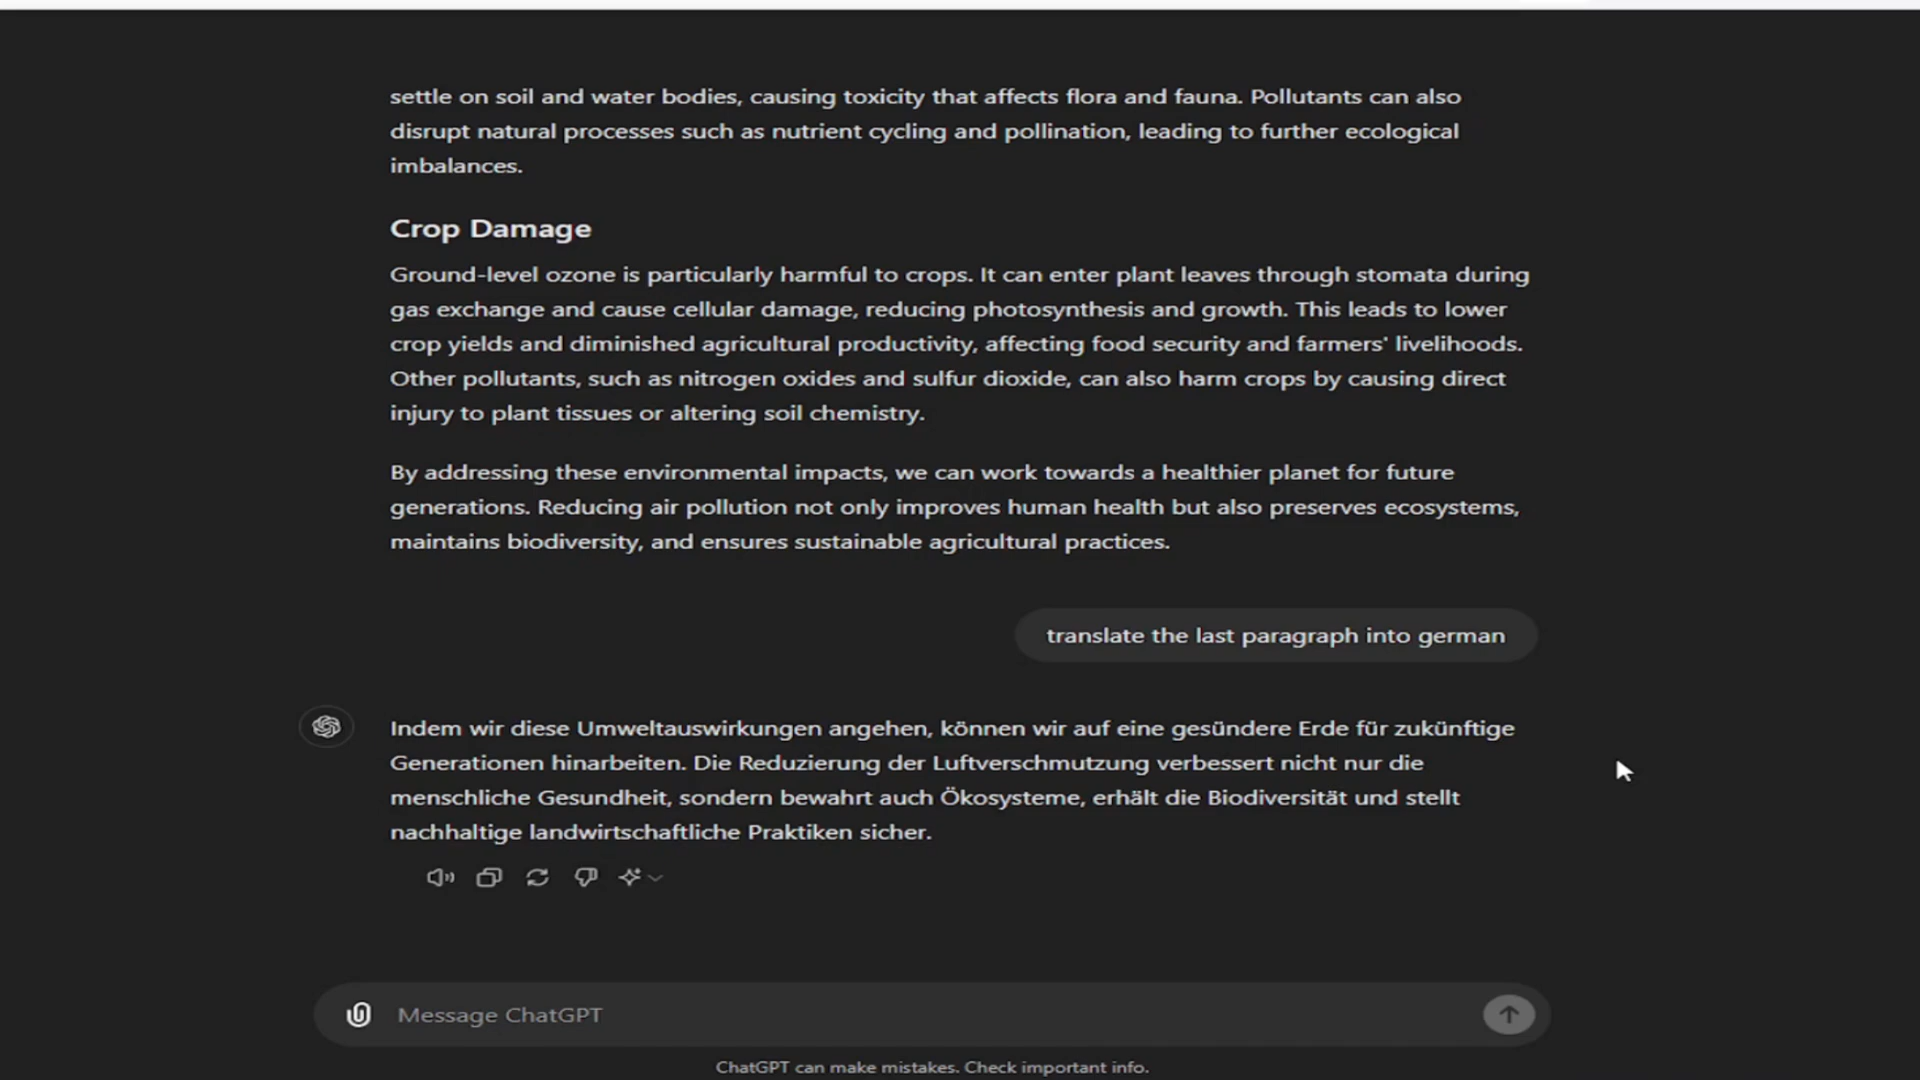 settle on soil and water bodies, causing toxicity that affects flora and fauna. Pollutants can also
disrupt natural processes such as nutrient cycling and pollination, leading to further ecological
imbalances.
Crop Damage
Ground-level ozone is particularly harmful to crops. It can enter plant leaves through stomata during
gas exchange and cause cellular damage, reducing photosynthesis and growth. This leads to lower
crop yields and diminished agricultural productivity, affecting food security and farmers' livelihoods.
Other pollutants, such as nitrogen oxides and sulfur dioxide, can also harm crops by causing direct
injury to plant tissues or altering soil chemistry.
By addressing these environmental impacts, we can work towards a healthier planet for future
generations. Reducing air pollution not only improves human health but also preserves ecosystems,
maintains biodiversity, and ensures sustainable agricultural practices.
translate the last paragraph into german
Indem wir diese Umweltauswirkungen angehen, können wir auf eine gesündere Erde für zukünftige
Generationen hinarbeiten. Die Reduzierung der Luftverschmutzung verbessert nicht nur die
menschliche Gesundheit, sondern bewahrt auch Ökosysteme, erhält die Biodiversität und stellt
nachhaltige landwirtschaftliche Praktiken sicher.
Message ChatGPT
ChatGPT can make mistakes. Check important info.